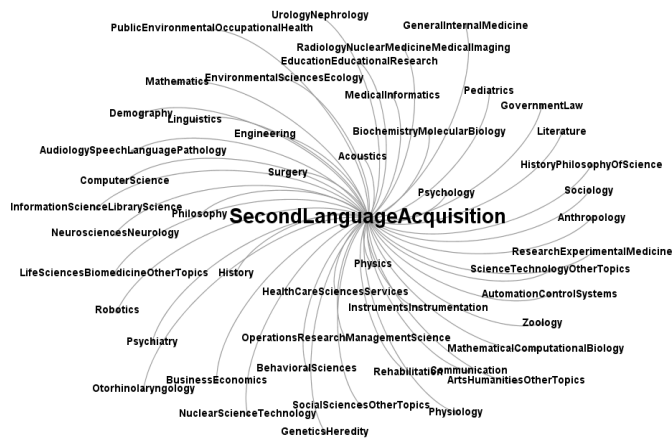 UrologyNephrology
PublicEnvironmentalOccupationalHealth
GeneralInternalMedicine
RadiologyNuclearMedicineMedicalImaging
EducationEducationalResearch
EnvironmentalSciencesEcology
Mathematics
MedicalInformatics
Pediatrics
GovernmentLaw
Demography
Linguistics
Engineering
BiochemistryMolecularBiology
Literature
AudiologySpeechLanguagePathology
Acoustics
HistoryPhilosophyOfScience
Surgery
ComputerScience
Psychology
Sociology
InformationScienceLibraryScience
Philosophy
SecondLanguageAcquisition
Anthropology
NeurosciencesNeurology
ResearchExperimentalMedicine
Physics
ScienceTechnologyOtherTopics
LifeSciencesBiomedicineOtherTopics
History
HealthCareSciencesServices
AutomationControlSystems
Robotics
InstrumentsInstrumentation
Zoology
Psychiatry
OperationsResearchManagementScience
MathematicalComputationalBiology
BehavioralSciences
Rehabilitation
Communication
BusinessEconomics
ArtsHumanitiesOtherTopics
Otorhinolaryngology
SocialSciencesOtherTopics
NuclearScienceTechnology
Physiology
GeneticsHeredity